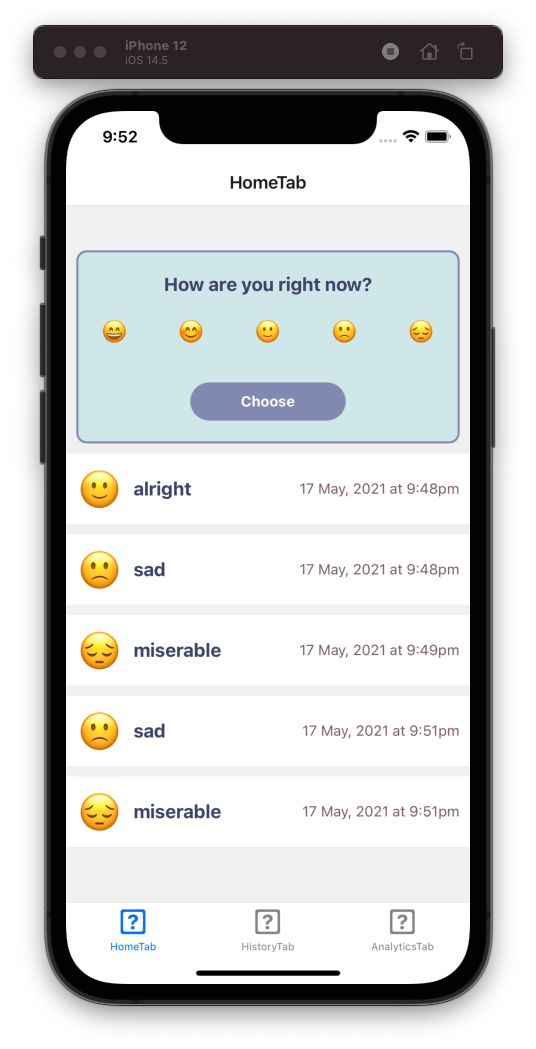 iPhone 12
iOS 14.5
9:52
HomeTab
How are you right now?
Choose
alright 17 May, 2021 at 9:48pm
sad 17 May, 2021 at 9:48pm
miserable 17 May, 2021 at 9:49pm
sad 17 May, 2021 at 9:51pm
miserable 17 May, 2021 at 9:51pm
? ? ?
HomeTab HistoryTab AnalyticsTab